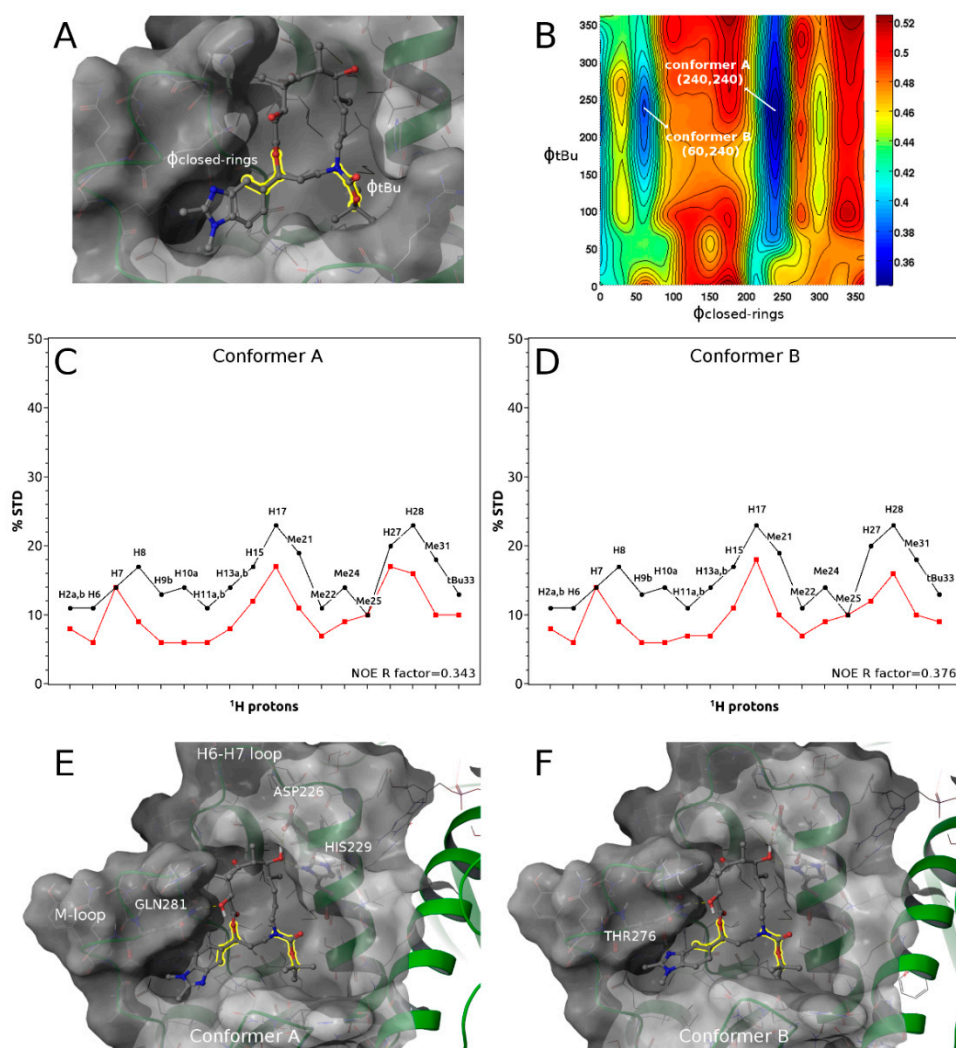 A
ϕclosed-rings
ϕtBu
B
conformer A
(240,240)
conformer B
(60,240)
ϕtBu
350
300
250
200
150
100
50
0
0 50 100 150 200 250 300 350
ϕclosed-rings
0.52
0.5
0.48
0.46
0.44
0.42
0.4
0.38
0.36
C
Conformer A
% STD
50
40
30
20
10
0
H2a,b
H6
H7
H8
H9b
H10a
H11a,b
H13a,b
H15
H17
Me21
Me22
Me24
Me25
H27
H28
Me31
tBu33
NOE R factor=0.343
¹H protons
D
Conformer B
% STD
50
40
30
20
10
0
H2a,b
H6
H7
H8
H9b
H10a
H11a,b
H13a,b
H15
H17
Me21
Me22
Me24
Me25
H27
H28
Me31
tBu33
NOE R factor=0.376
¹H protons
E
H6-H7 loop
ASP226
HIS229
M-loop
GLN281
Conformer A
F
THR276
Conformer B